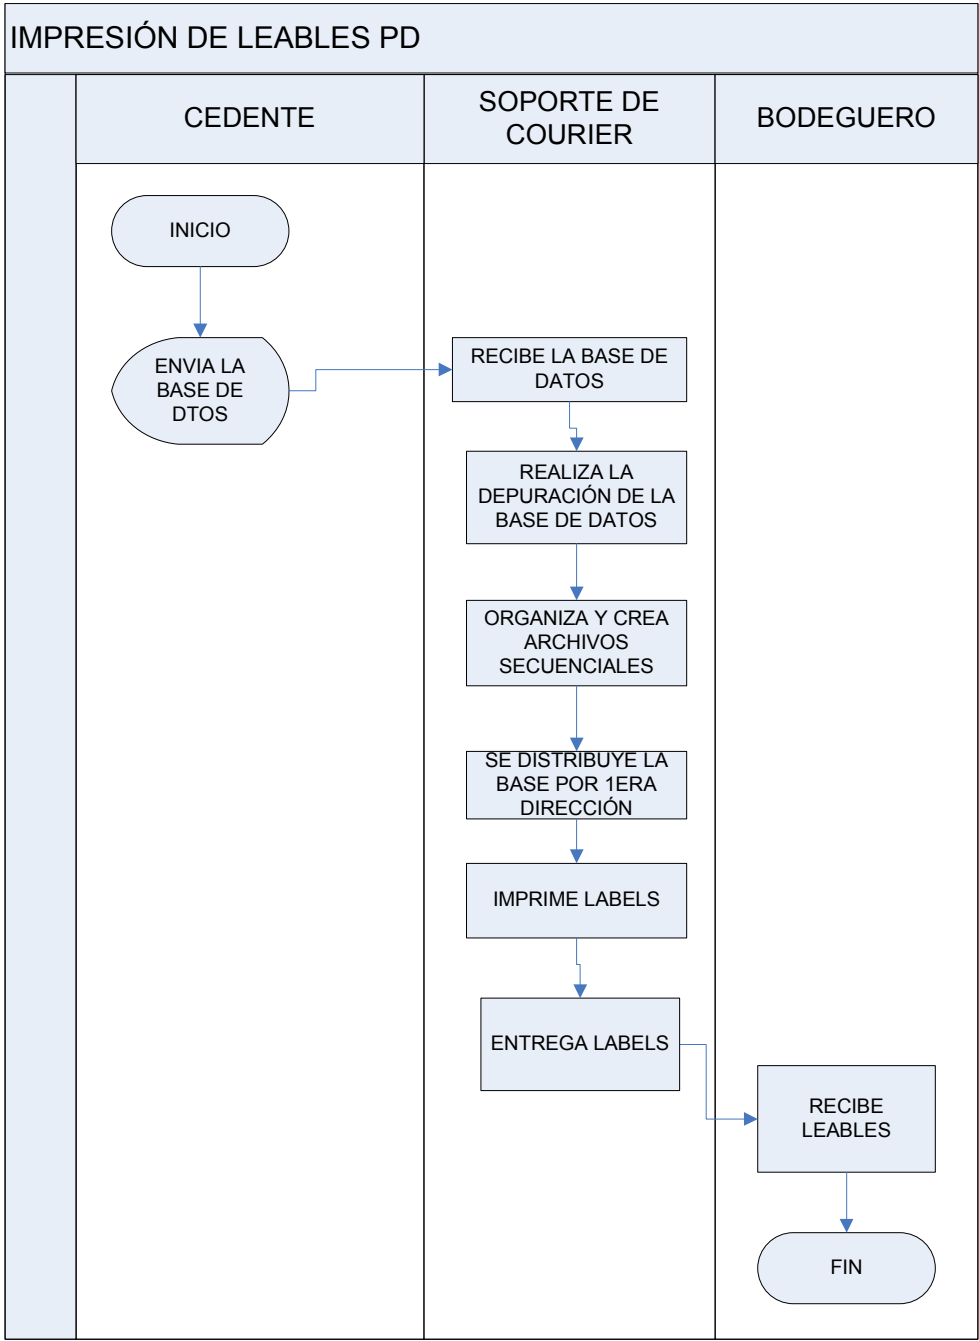 IMPRESIÓN DE LEABLES PD
CEDENTE
SOPORTE DE
COURIER
BODEGUERO
INICIO
ENVIA LA
BASE DE
DTOS
RECIBE LA BASE DE
DATOS
REALIZA LA
DEPURACIÓN DE LA
BASE DE DATOS
ORGANIZA Y CREA
ARCHIVOS
SECUENCIALES
SE DISTRIBUYE LA
BASE POR 1ERA
DIRECCIÓN
IMPRIME LABELS
ENTREGA LABELS
RECIBE
LEABLES
FIN